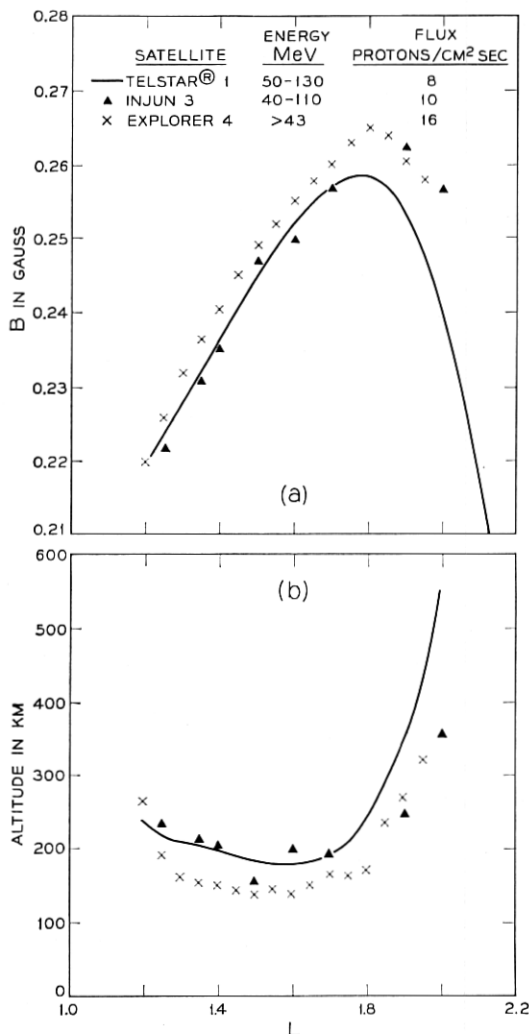 SATELLITE ENERGY MeV FLUX PROTONS/CM² SEC
TELSTAR® 1 50-130 8
INJUN 3 40-110 10
EXPLORER 4 >43 16
0.28
0.27
0.26
0.25
0.24
0.23
0.22
0.21
B IN GAUSS
(a)
600
500
400
300
200
100
0
ALTITUDE IN KM
(b)
1.0 1.4 1.8 2.2
L